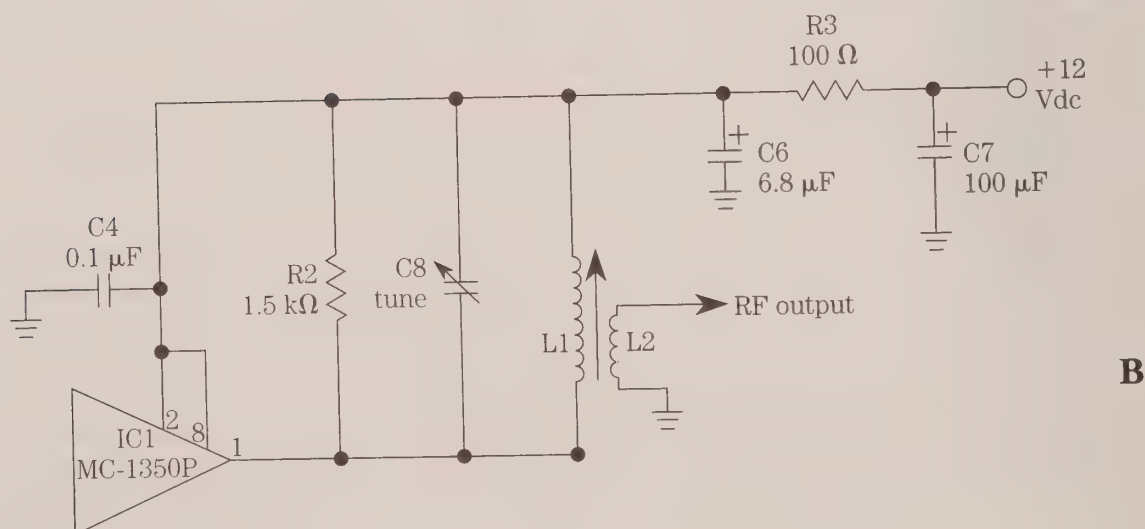 R3
100 Ω
+12
Vdc
C6
6.8 µF
C7
100 µF
C4
0.1 µF
R2
1.5 kΩ
C8
tune
L1
L2
RF output
B
2
8
1
IC1
MC-1350P